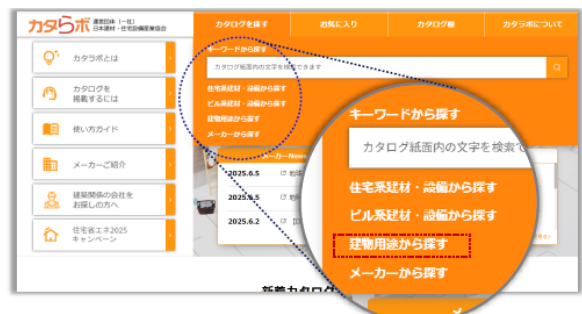 カタらボ 運営団体 (一社)
日本建材・住宅設備産業協会
カタログを探す お気に入り カタログ棚 カタラボについて
カタラボとは
カタログを
掲載するには
使い方ガイド
メーカーご紹介
建築関係の会社を
お探しの方へ
住宅省エネ2025
キャンペーン
キーワードから探す
カタログ紙面内の文字を検索できます
住宅系建材・設備から探す
ビル系建材・設備から探す
建物用途から探す
メーカーから探す
メーカーNews
2025.6.5
2025.6.5
2025.6.2
新着カタログ
キーワードから探す
カタログ紙面内の文字を検索で
住宅系建材・設備から探す
ビル系建材・設備から探す
建物用途から探す
メーカーから探す